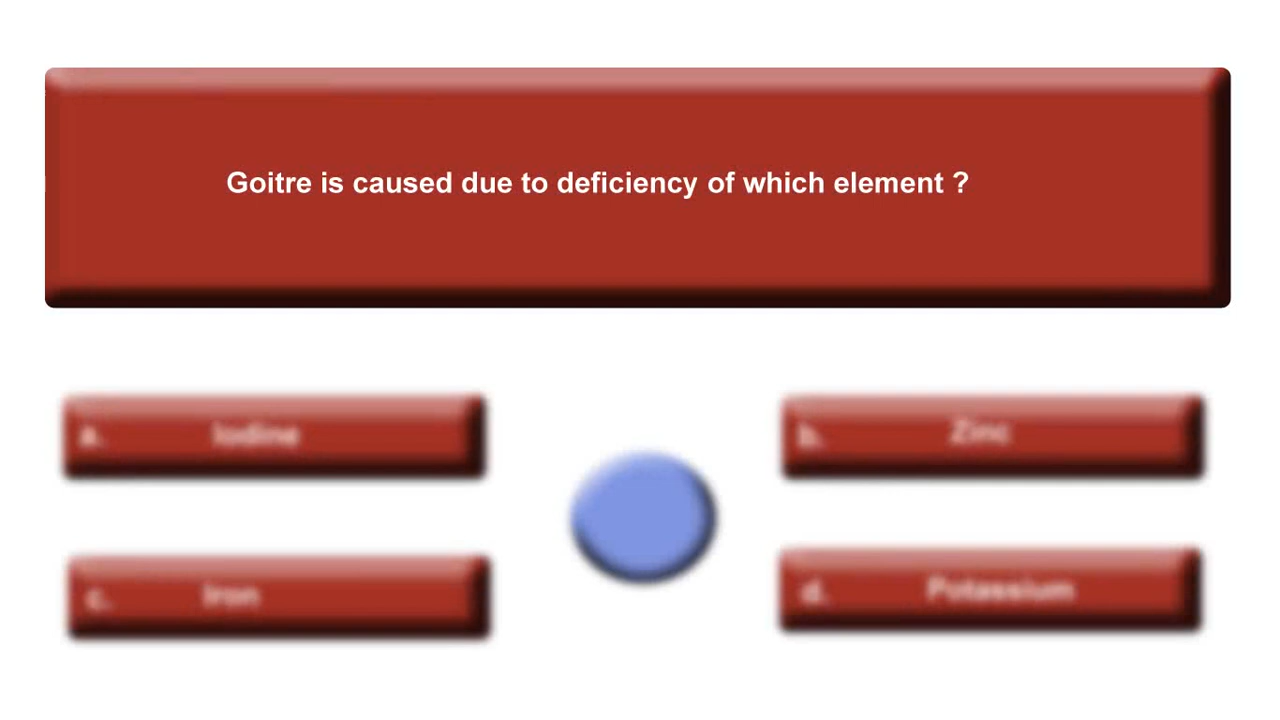 Goitre is caused due to deficiency of which element ?
a. Iodine
b. Zinc
c. Iron
d. Potassium